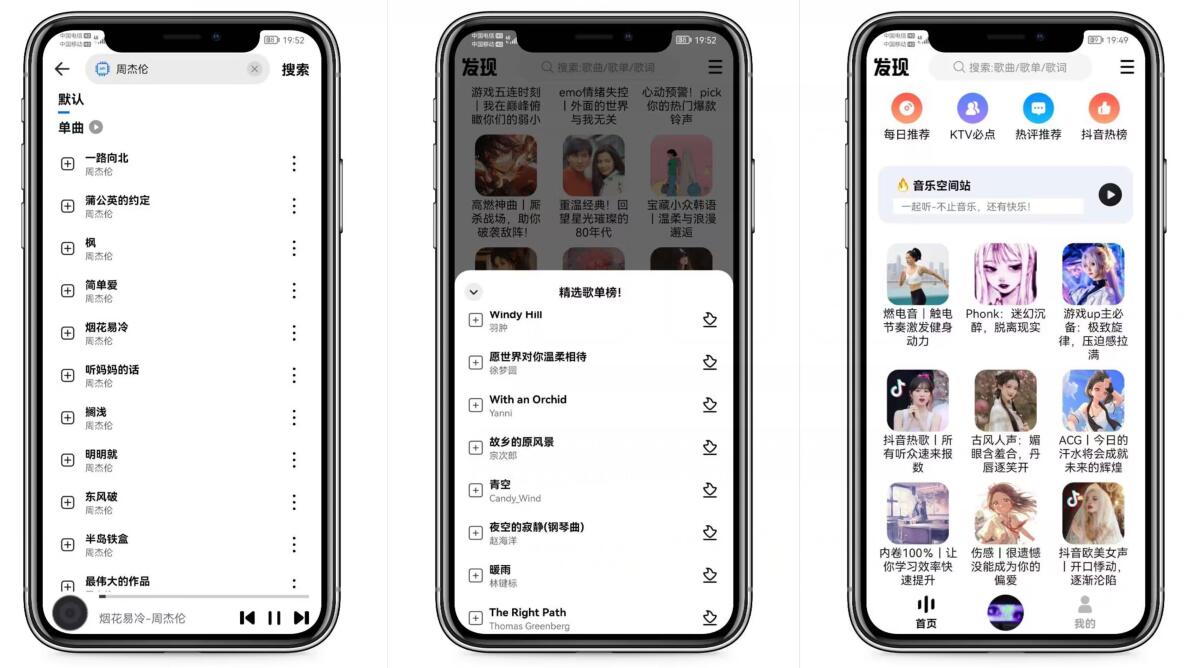 中国电信 HD
中国移动 HD
19:52
周杰伦
搜索
默认
单曲
一路向北
周杰伦
蒲公英的约定
周杰伦
枫
周杰伦
简单爱
周杰伦
烟花易冷
周杰伦
听妈妈的话
周杰伦
搁浅
周杰伦
明明就
周杰伦
东风破
周杰伦
半岛铁盒
周杰伦
最伟大的作品
烟花易冷-周杰伦
中国电信 HD
中国移动 HD
19:52
发现
搜索:歌曲/歌单/歌词
游戏五连时刻
丨我在巅峰俯
瞰你们的弱小
emo情绪失控
丨外面的世界
与我无关
心动预警！pick
你的热门爆款
铃声
高燃神曲丨厮
杀战场，助你
破袭敌阵！
重温经典！回
望星光璀璨的
80年代
宝藏小众韩语
丨温柔与浪漫
邂逅
精选歌单榜!
Windy Hill
羽肿
愿世界对你温柔相待
徐梦圆
With an Orchid
Yanni
故乡的原风景
宗次郎
青空
Candy_Wind
夜空的寂静(钢琴曲)
赵海洋
暖雨
林键标
The Right Path
Thomas Greenberg
中国电信 HD
中国移动 HD
19:49
发现
搜索:歌曲/歌单/歌词
每日推荐
KTV必点
热评推荐
抖音热榜
音乐空间站
一起听-不止音乐，还有快乐！
燃电音丨触电
节奏激发健身
动力
Phonk：迷幻沉
醉，脱离现实
游戏up主必
备：极致旋
律，压迫感拉
满
抖音热歌丨所
有听众速来报
数
古风人声：媚
眼含羞合，丹
唇逐笑开
ACG丨今日的
汗水将会成就
未来的辉煌
内卷100%丨让
你学习效率快
速提升
伤感丨很遗憾
没能成为你的
偏爱
抖音欧美女声
丨开口悸动，
逐渐沦陷
首页
我的